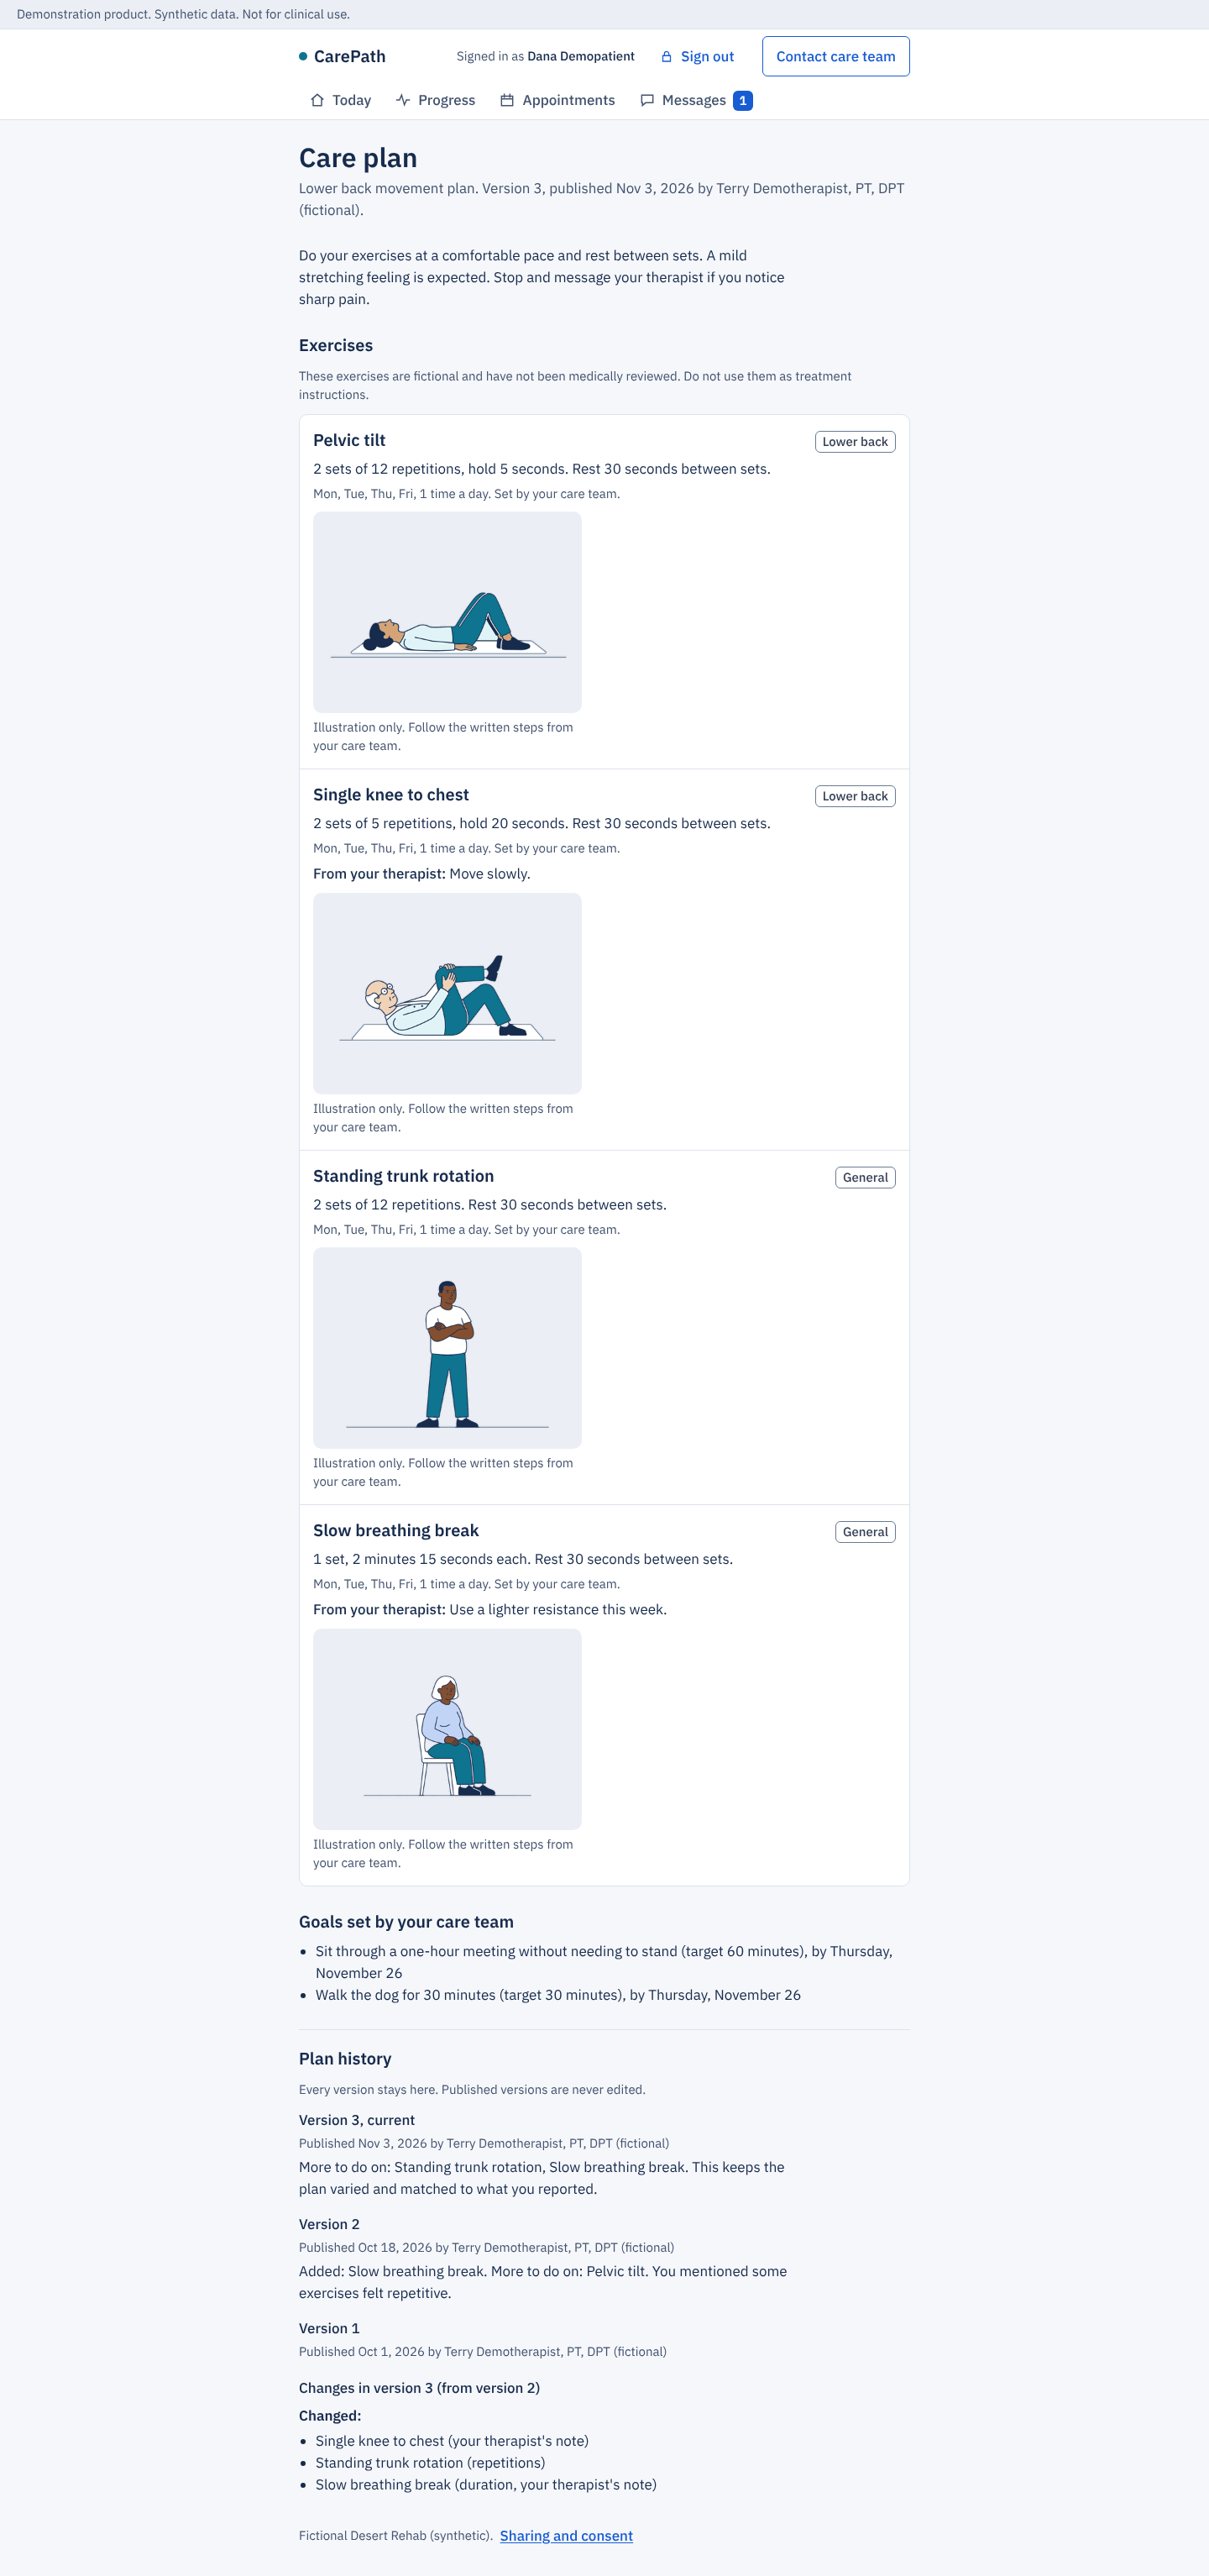 Demonstration product. Synthetic data. Not for clinical use.
CarePath
Signed in as Dana Demopatient
Sign out
Contact care team
Today
Progress
Appointments
Messages 1
Care plan
Lower back movement plan. Version 3, published Nov 3, 2026 by Terry Demotherapist, PT, DPT
(fictional).
Do your exercises at a comfortable pace and rest between sets. A mild
stretching feeling is expected. Stop and message your therapist if you notice
sharp pain.
Exercises
These exercises are fictional and have not been medically reviewed. Do not use them as treatment
instructions.
Pelvic tilt
Lower back
2 sets of 12 repetitions, hold 5 seconds. Rest 30 seconds between sets.
Mon, Tue, Thu, Fri, 1 time a day. Set by your care team.
Illustration only. Follow the written steps from
your care team.
Single knee to chest
Lower back
2 sets of 5 repetitions, hold 20 seconds. Rest 30 seconds between sets.
Mon, Tue, Thu, Fri, 1 time a day. Set by your care team.
From your therapist: Move slowly.
Illustration only. Follow the written steps from
your care team.
Standing trunk rotation
General
2 sets of 12 repetitions. Rest 30 seconds between sets.
Mon, Tue, Thu, Fri, 1 time a day. Set by your care team.
Illustration only. Follow the written steps from
your care team.
Slow breathing break
General
1 set, 2 minutes 15 seconds each. Rest 30 seconds between sets.
Mon, Tue, Thu, Fri, 1 time a day. Set by your care team.
From your therapist: Use a lighter resistance this week.
Illustration only. Follow the written steps from
your care team.
Goals set by your care team
• Sit through a one-hour meeting without needing to stand (target 60 minutes), by Thursday,
November 26
• Walk the dog for 30 minutes (target 30 minutes), by Thursday, November 26
Plan history
Every version stays here. Published versions are never edited.
Version 3, current
Published Nov 3, 2026 by Terry Demotherapist, PT, DPT (fictional)
More to do on: Standing trunk rotation, Slow breathing break. This keeps the
plan varied and matched to what you reported.
Version 2
Published Oct 18, 2026 by Terry Demotherapist, PT, DPT (fictional)
Added: Slow breathing break. More to do on: Pelvic tilt. You mentioned some
exercises felt repetitive.
Version 1
Published Oct 1, 2026 by Terry Demotherapist, PT, DPT (fictional)
Changes in version 3 (from version 2)
Changed:
• Single knee to chest (your therapist's note)
• Standing trunk rotation (repetitions)
• Slow breathing break (duration, your therapist's note)
Fictional Desert Rehab (synthetic). Sharing and consent